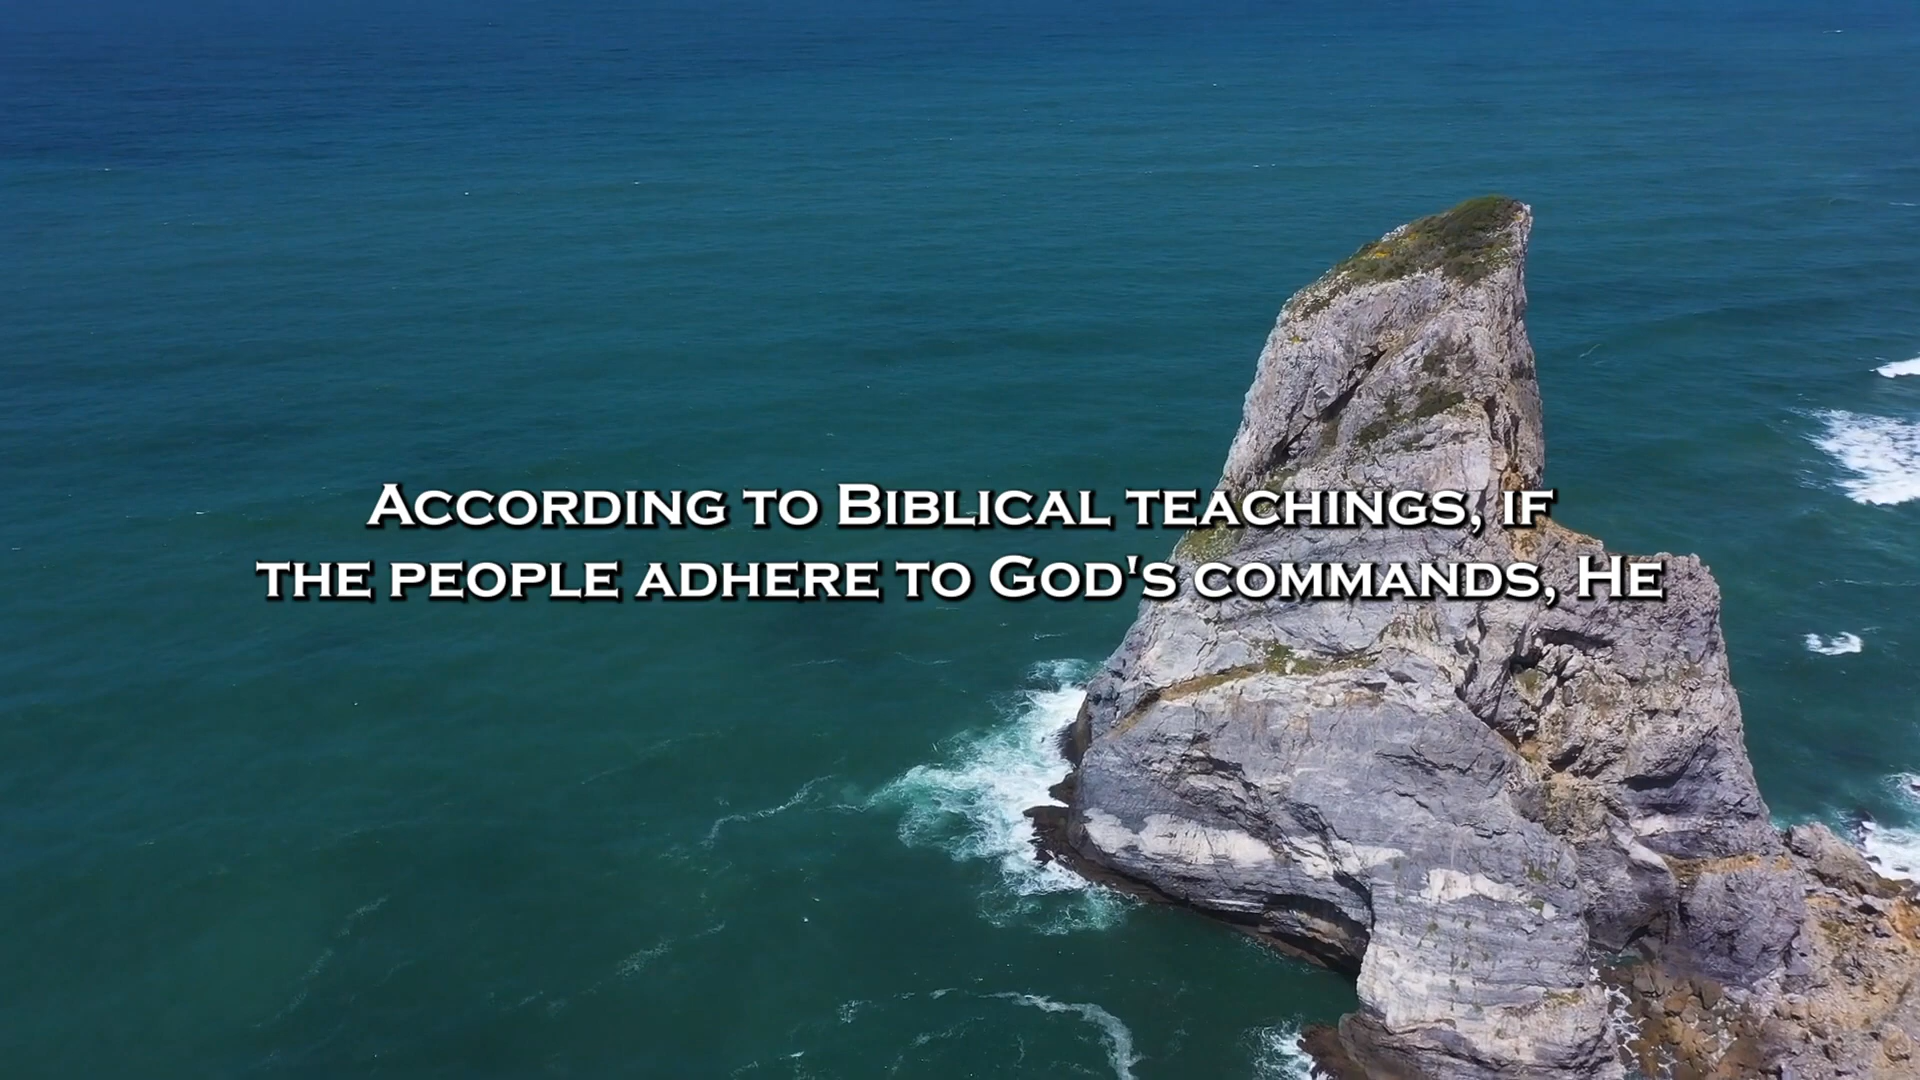 According to Biblical teachings, if
the people adhere to God's commands, He